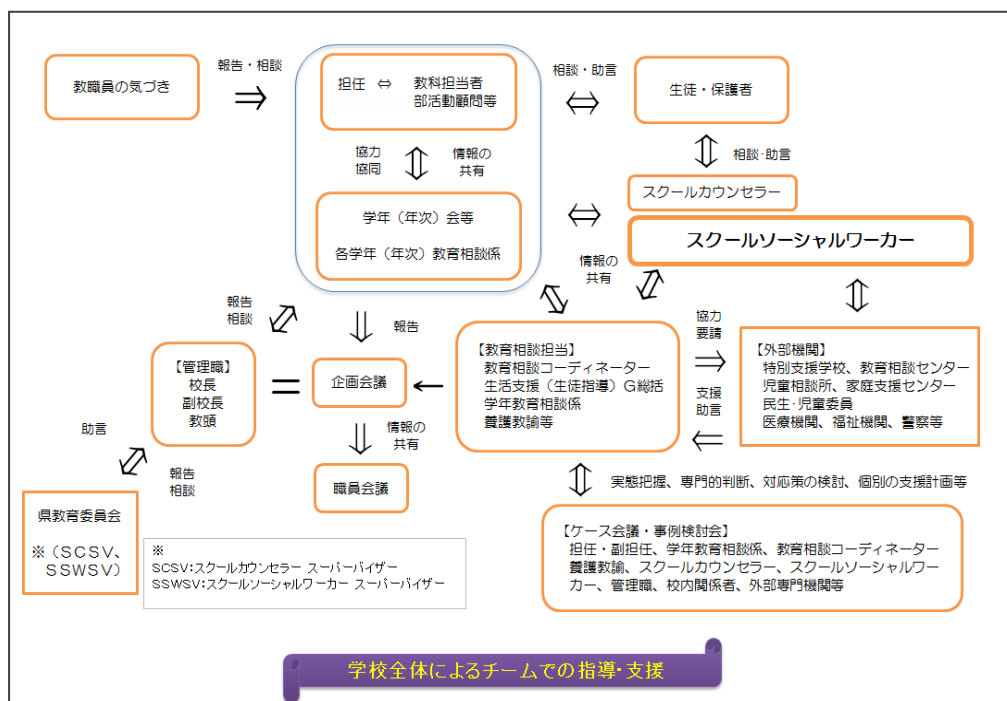 教職員の気づき
報告・相談
担任 ⇔ 教科担当者
部活動顧問等
相談・助言
生徒・保護者
協力
協同
情報の
共有
相談・助言
スクールカウンセラー
学年（年次）会等
各学年（年次）教育相談係
スクールソーシャルワーカー
情報の
共有
報告
相談
報告
協力
要請
【管理職】
校長
副校長
教頭
企画会議
【教育相談担当】
教育相談コーディネーター
生活支援（生徒指導）Ｇ総括
学年教育相談係
養護教諭等
支援
助言
【外部機関】
特別支援学校、教育相談センター
児童相談所、家庭支援センター
民生・児童委員
医療機関、福祉機関、警察等
助言
報告
相談
情報の
共有
職員会議
実態把握、専門的判断、対応策の検討、個別の支援計画等
県教育委員会
※（ＳＣＳＶ、
ＳＳＷＳＶ）
※
SCSV：スクールカウンセラー スーパーバイザー
SSWSV：スクールソーシャルワーカー スーパーバイザー
【ケース会議・事例検討会】
担任・副担任、学年教育相談係、教育相談コーディネーター
養護教諭、スクールカウンセラー、スクールソーシャルワー
カー、管理職、校内関係者、外部専門機関等
学校全体によるチームでの指導・支援